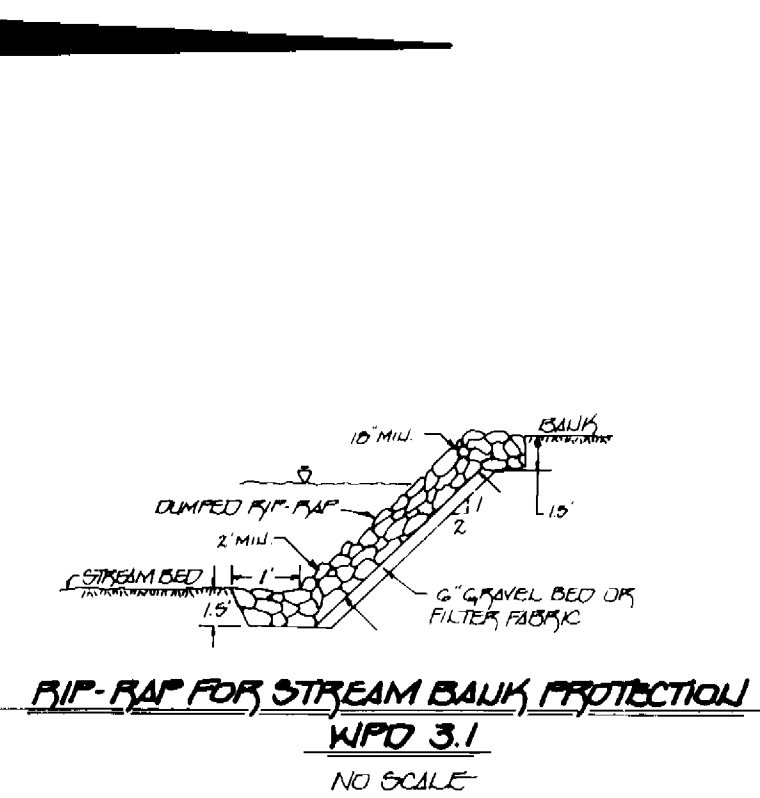 BANK
18" MIN.
DUMPED RIP-RAP
1
2
1.5'
2' MIN.
STREAM BED
1'
1.5'
6" GRAVEL BED OR
FILTER FABRIC
RIP-RAP FOR STREAM BANK PROTECTION
WPD 3.1
NO SCALE